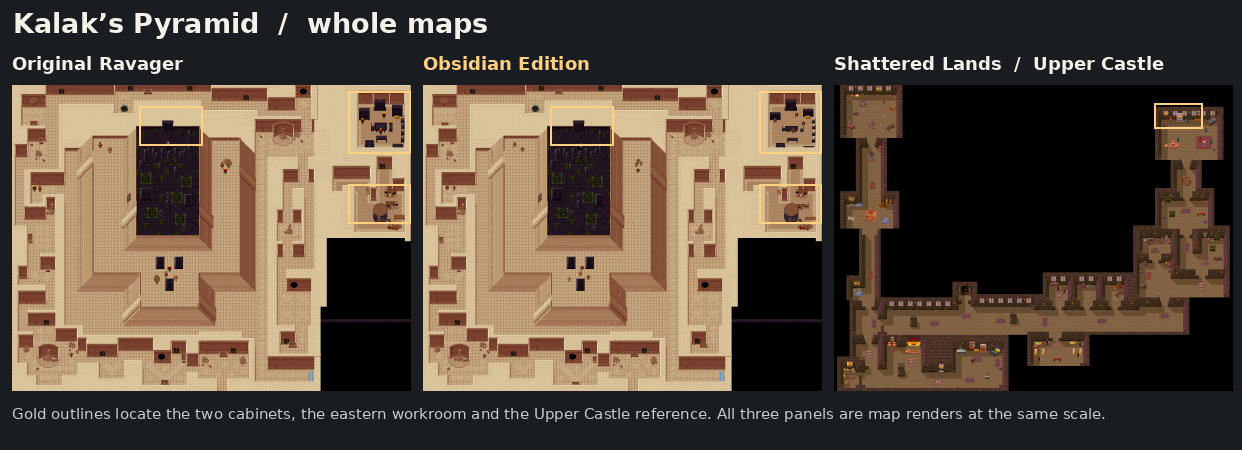 Kalak’s Pyramid / whole maps
Original Ravager
Obsidian Edition
Shattered Lands / Upper Castle
Gold outlines locate the two cabinets, the eastern workroom and the Upper Castle reference. All three panels are map renders at the same scale.